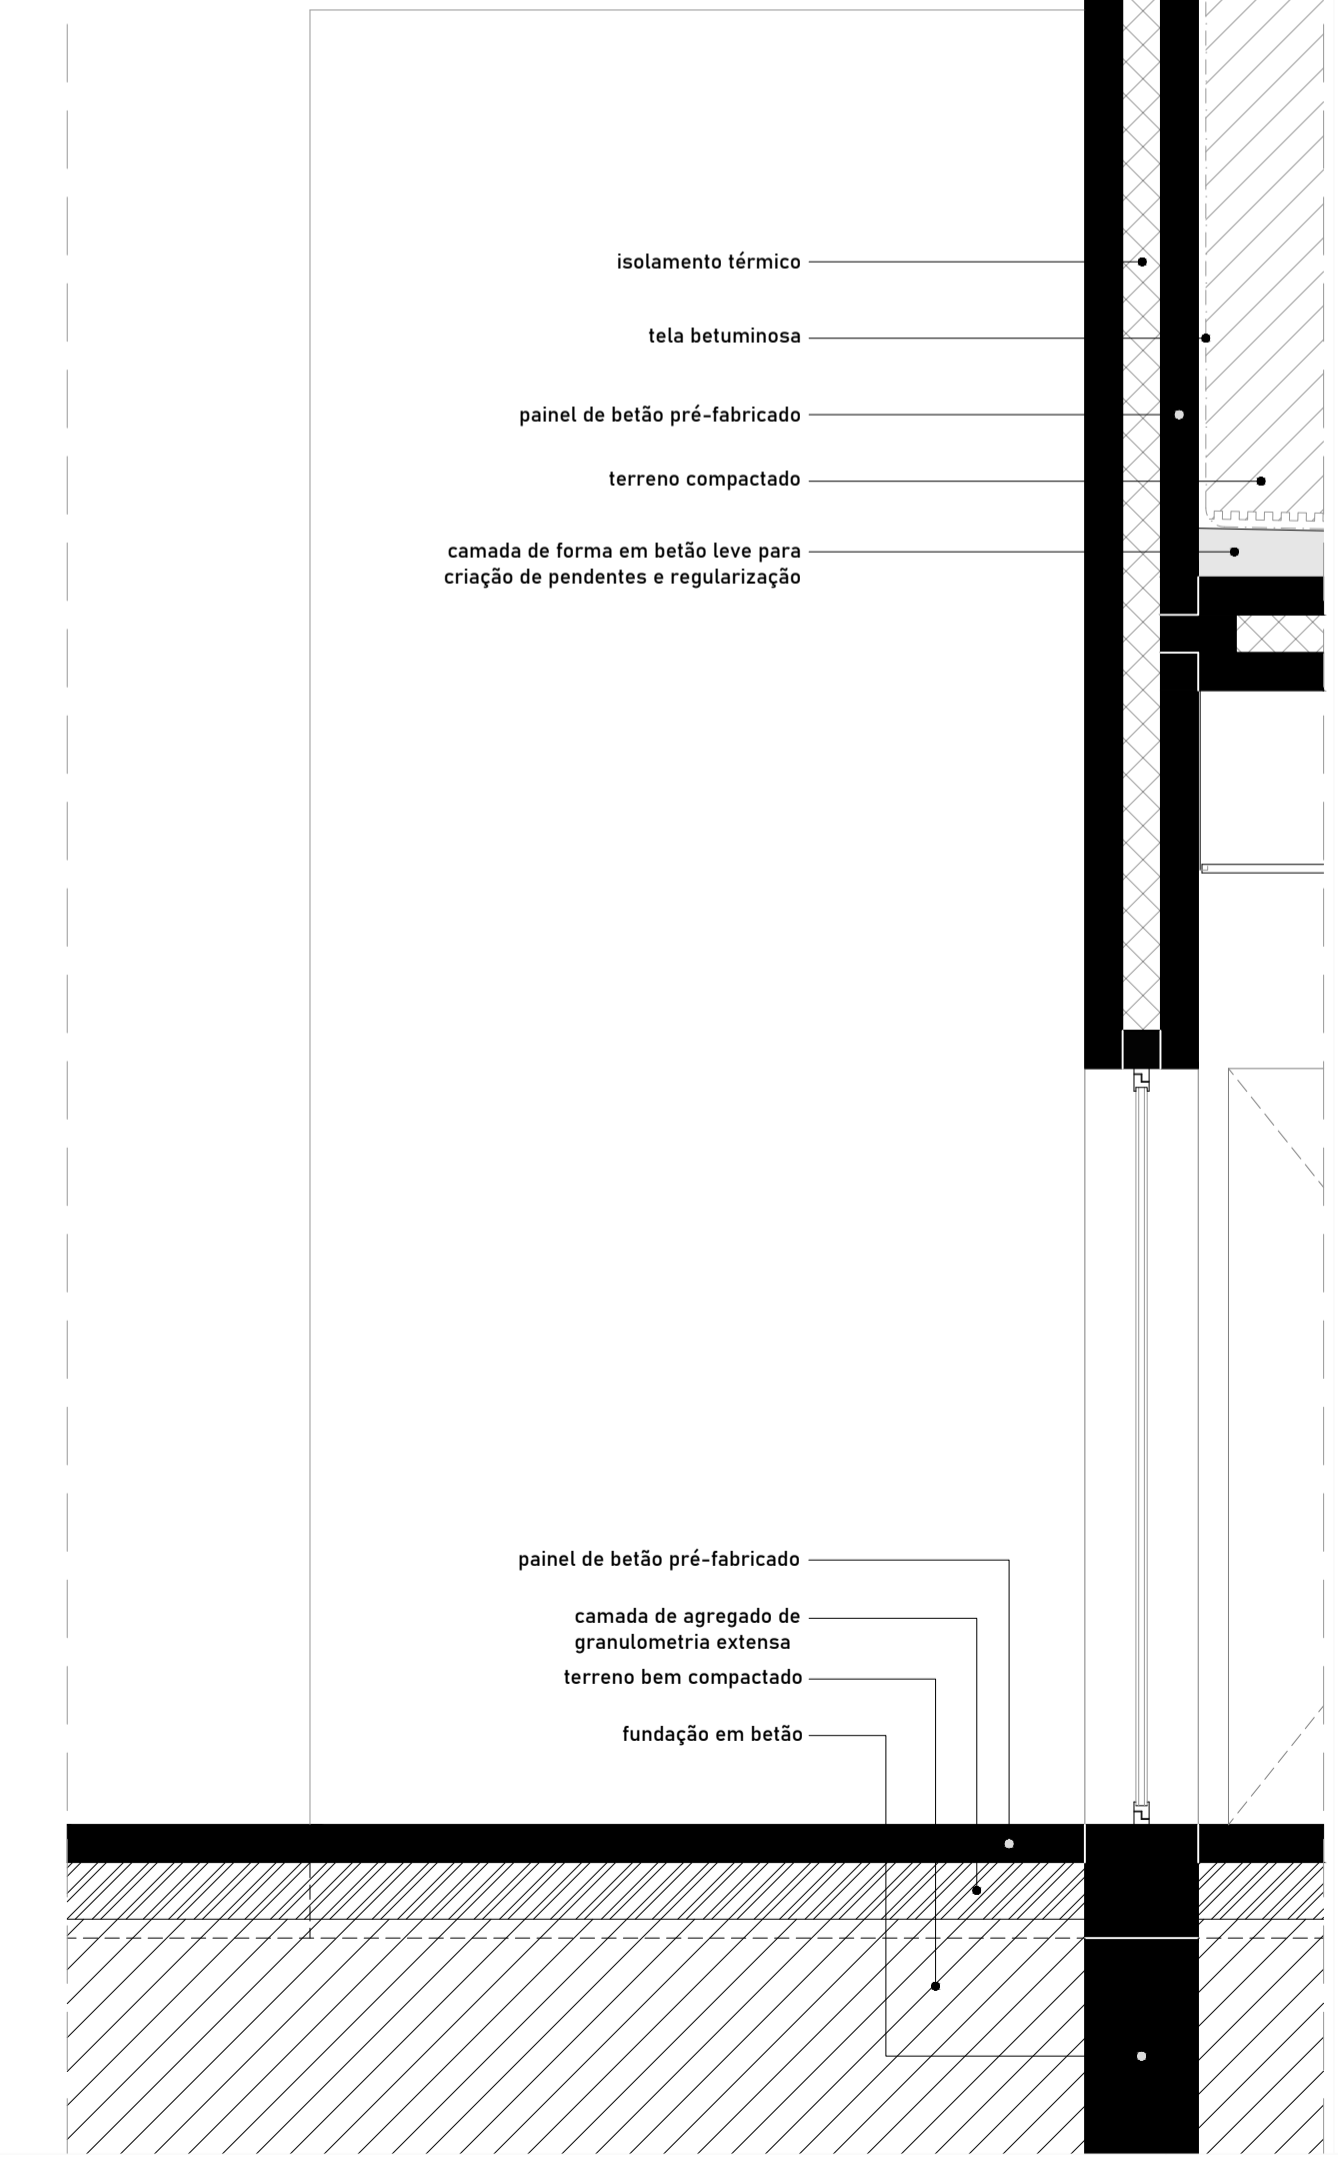 isolamento térmico
tela betuminosa
painel de betão pré-fabricado
terreno compactado
camada de forma em betão leve para
criação de pendentes e regularização
painel de betão pré-fabricado
camada de agregado de
granulometria extensa
terreno bem compactado
fundação em betão